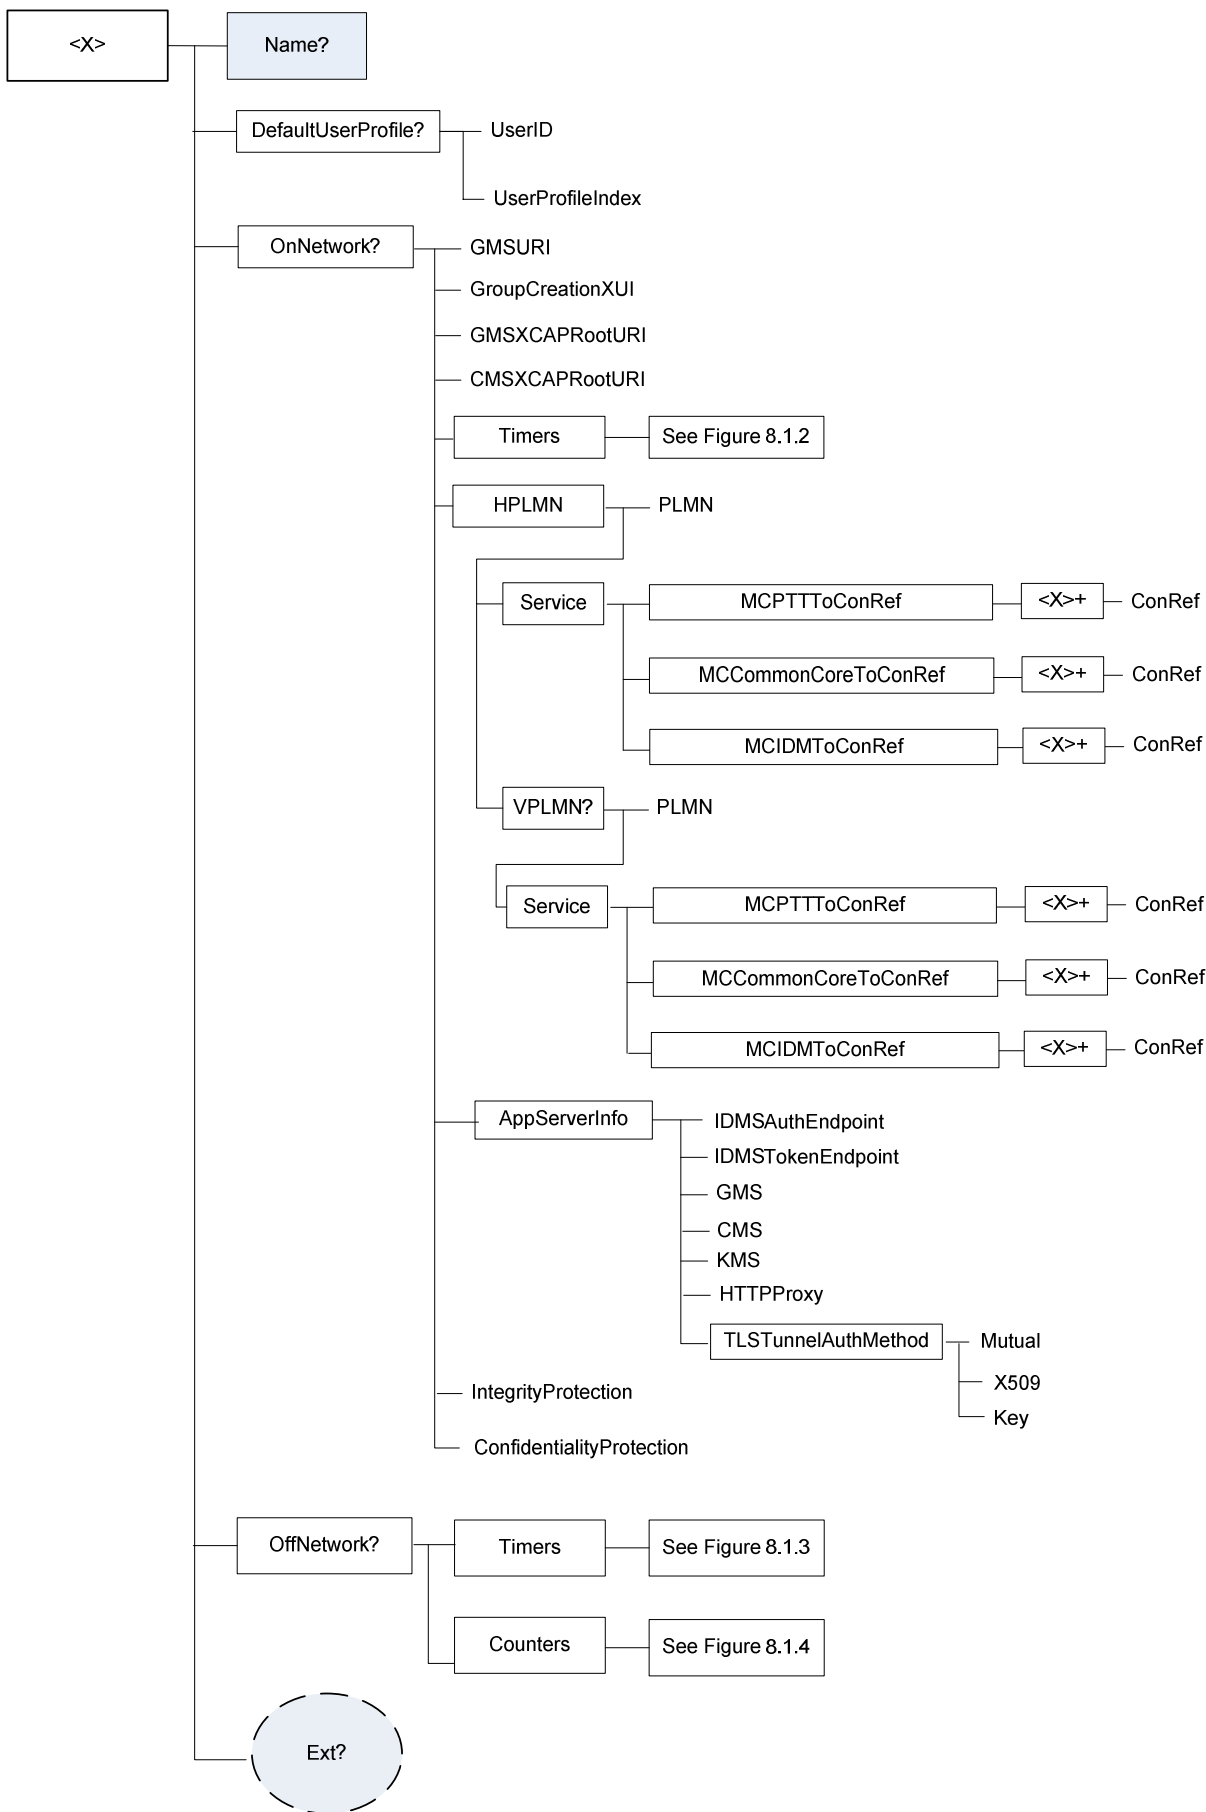 <X>
Name?
DefaultUserProfile?
UserID
UserProfileIndex
OnNetwork?
GMSURI
GroupCreationXUI
GMSXCAPRootURI
CMSXCAPRootURI
Timers
See Figure 8.1.2
HPLMN
PLMN
Service
MCPTTToConRef
<X>+
ConRef
MCCommonCoreToConRef
<X>+
ConRef
MCIDMToConRef
<X>+
ConRef
VPLMN?
PLMN
Service
MCPTTToConRef
<X>+
ConRef
MCCommonCoreToConRef
<X>+
ConRef
MCIDMToConRef
<X>+
ConRef
AppServerInfo
IDMSAuthEndpoint
IDMSTokenEndpoint
GMS
CMS
KMS
HTTPProxy
TLSTunnelAuthMethod
Mutual
X509
Key
IntegrityProtection
ConfidentialityProtection
OffNetwork?
Timers
See Figure 8.1.3
Counters
See Figure 8.1.4
Ext?